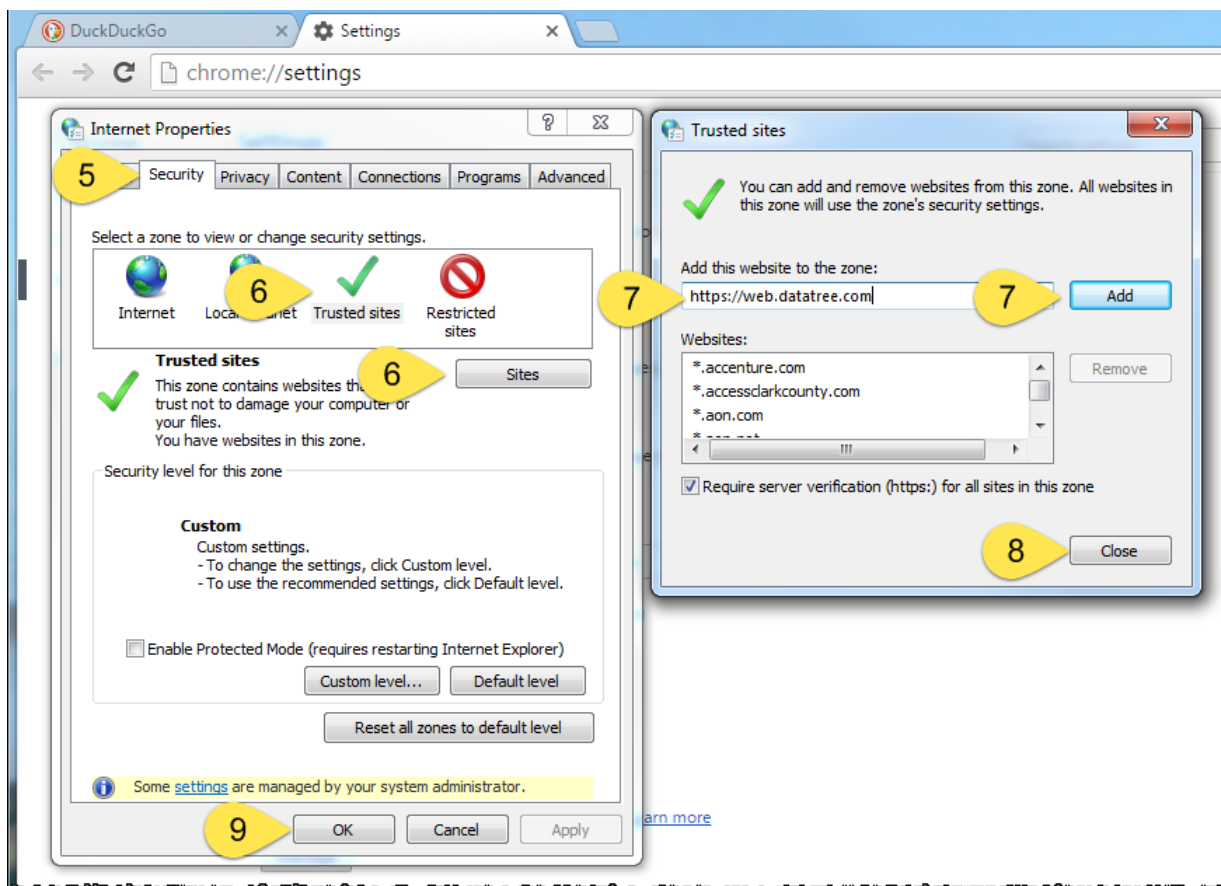 DuckDuckGo
Settings
chrome://settings
Internet Properties
5
Security Privacy Content Connections Programs Advanced
Select a zone to view or change security settings.
6
Internet
Trusted sites
Restricted
sites
Trusted sites
This zone contains websites
trust not to damage your computer or
your files.
You have websites in this zone.
6
Sites
Security level for this zone
Custom
Custom settings.
- To change the settings, click Custom level.
- To use the recommended settings, click Default level.
Enable Protected Mode (requires restarting Internet Explorer)
Custom level...
Default level
Reset all zones to default level
Some settings are managed by your system administrator.
9
OK
Cancel
Apply
Trusted sites
You can add and remove websites from this zone. All websites in
this zone will use the zone's security settings.
Add this website to the zone:
7
https://web.datatree.com
7
Add
Websites:
*.accenture.com
*.accessclarkcounty.com
*.aon.com
Remove
Require server verification (https:) for all sites in this zone
8
Close
more